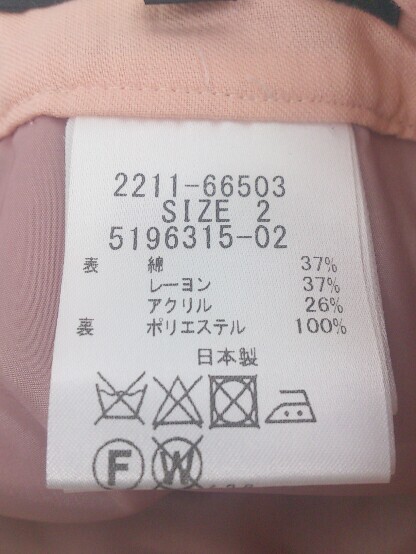 2211-66503
SIZE 2
5196315-02
表 綿 37%
レーヨン 37%
アクリル 26%
裏 ポリエステル 100%
日本製
F W